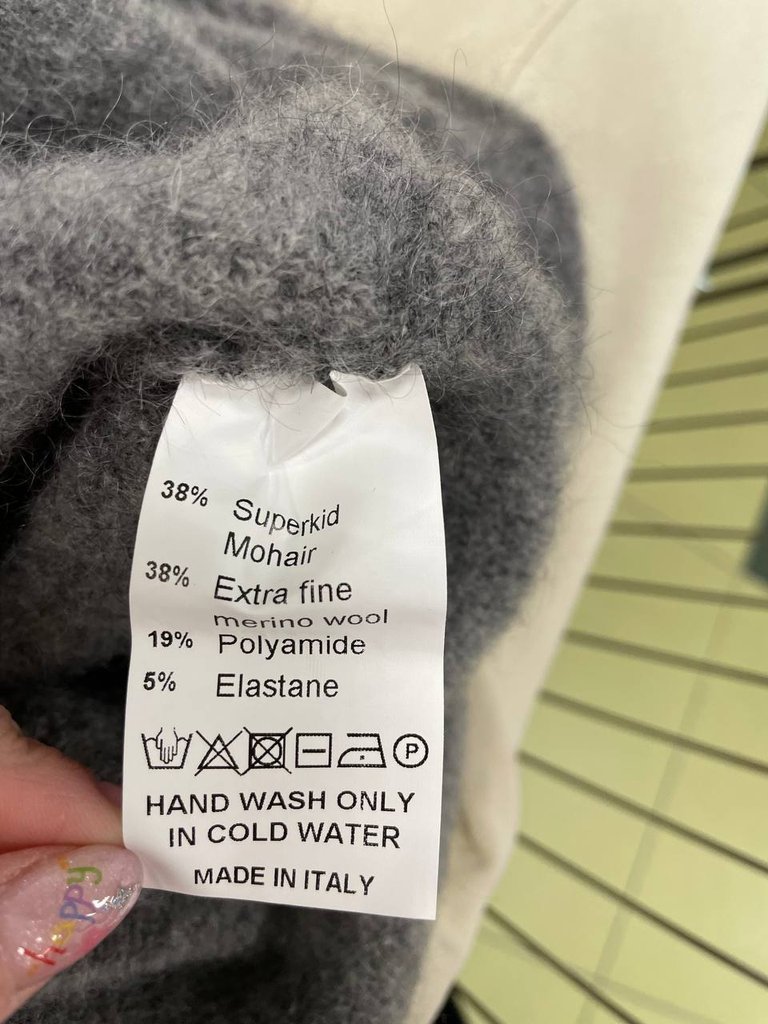 38% Superkid
Mohair
38% Extra fine
merino wool
19% Polyamide
5% Elastane
P
HAND WASH ONLY
IN COLD WATER
MADE IN ITALY
happy